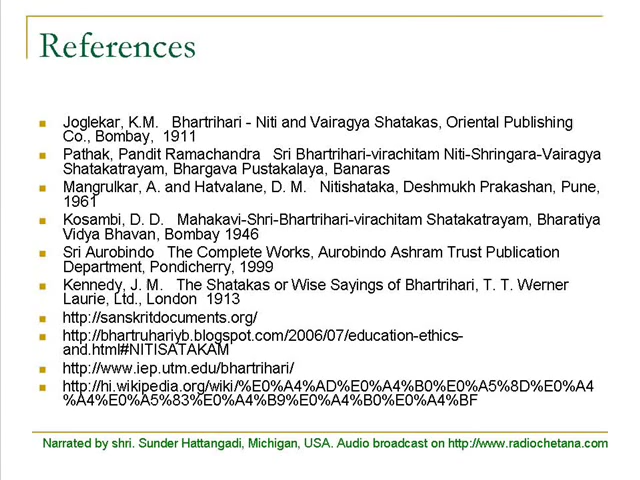 References
Joglekar, K.M.   Bhartrihari - Niti and Vairagya Shatakas, Oriental Publishing
Co., Bombay,  1911
Pathak, Pandit Ramachandra   Sri Bhartrihari-virachitam Niti-Shringara-Vairagya
Shatakatrayam, Bhargava Pustakalaya, Banaras
Mangrulkar, A. and Hatvalane, D. M.   Nitishataka, Deshmukh Prakashan, Pune,
1961
Kosambi, D. D.   Mahakavi-Shri-Bhartrihari-virachitam Shatakatrayam, Bharatiya
Vidya Bhavan, Bombay 1946
Sri Aurobindo   The Complete Works, Aurobindo Ashram Trust Publication
Department, Pondicherry, 1999
Kennedy, J. M.   The Shatakas or Wise Sayings of Bhartrihari, T. T. Werner
Laurie, Ltd., London  1913
http://sanskritdocuments.org/
http://bhartruhariyb.blogspot.com/2006/07/education-ethics-
and.html#NITISATAKAM
http://www.iep.utm.edu/bhartrihari/
http://hi.wikipedia.org/wiki/%E0%A4%AD%E0%A4%B0%E0%A5%8D%E0%A4
%A4%E0%A5%83%E0%A4%B9%E0%A4%B0%E0%A4%BF
Narrated by shri. Sunder Hattangadi, Michigan, USA. Audio broadcast on http://www.radiochetana.com